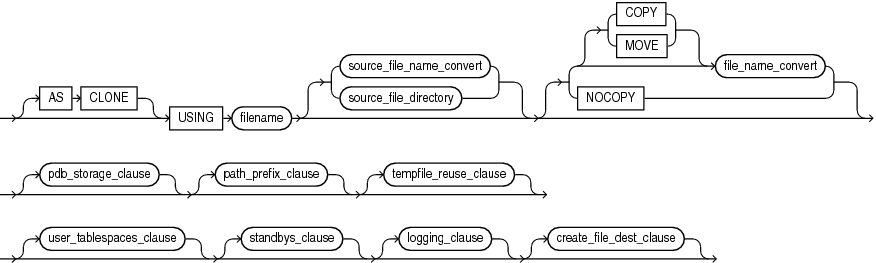 COPY
MOVE
source_file_name_convert
file_name_convert
AS CLONE
source_file_directory
NOCOPY
USING filename
pdb_storage_clause path_prefix_clause tempfile_reuse_clause
user_tablespaces_clause standbys_clause logging_clause create_file_dest_clause